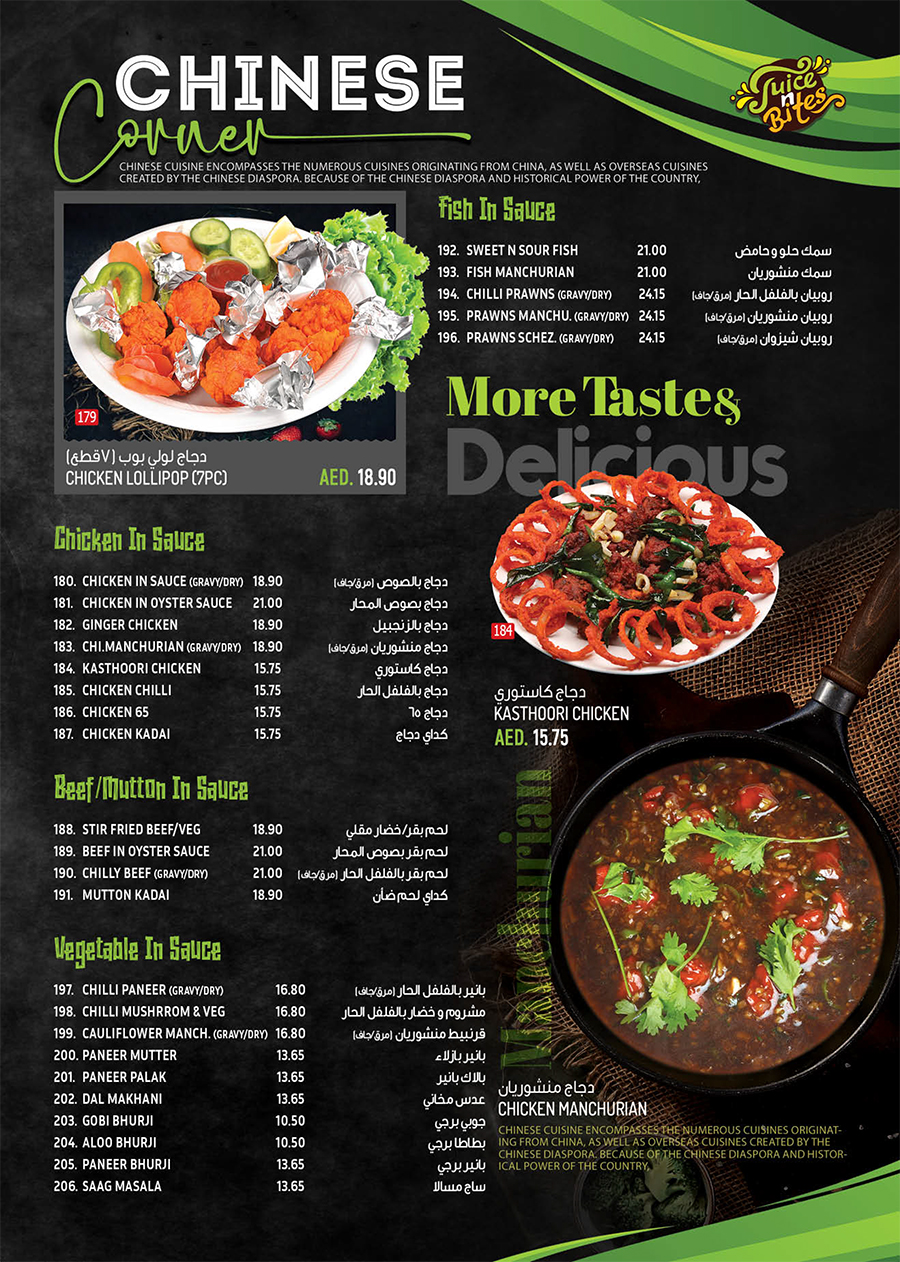 CHINESE
Corner
Juice
n
Bites
CHINESE CUISINE ENCOMPASSES THE NUMEROUS CUISINES ORIGINATING FROM CHINA, AS WELL AS OVERSEAS CUISINES
CREATED BY THE CHINESE DIASPORA. BECAUSE OF THE CHINESE DIASPORA AND HISTORICAL POWER OF THE COUNTRY,
179
دجاج لولي بوب (٧قطع)
CHICKEN LOLLIPOP (7PC) AED. 18.90
Fish In Sauce
192. SWEET N SOUR FISH 21.00 سمك حلو وحامض
193. FISH MANCHURIAN 21.00 سمك منشوريان
194. CHILLI PRAWNS (GRAVY/DRY) 24.15 روبيان بالفلفل الحار (مرق/جاف)
195. PRAWNS MANCHU. (GRAVY/DRY) 24.15 روبيان منشوريان (مرق/جاف)
196. PRAWNS SCHEZ. (GRAVY/DRY) 24.15 روبيان شيزوان (مرق/جاف)
More Taste&
Delicious
184
دجاج كاستوري
KASTHOORI CHICKEN
AED. 15.75
Chicken In Sauce
180. CHICKEN IN SAUCE (GRAVY/DRY) 18.90 دجاج بالصوص (مرق/جاف)
181. CHICKEN IN OYSTER SAUCE 21.00 دجاج بصوص المحار
182. GINGER CHICKEN 18.90 دجاج بالزنجبيل
183. CHI.MANCHURIAN (GRAVY/DRY) 18.90 دجاج منشوريان (مرق/جاف)
184. KASTHOORI CHICKEN 15.75 دجاج كاستوري
185. CHICKEN CHILLI 15.75 دجاج بالفلفل الحار
186. CHICKEN 65 15.75 دجاج ٦٥
187. CHICKEN KADAI 15.75 كداي دجاج
Beef/Mutton In Sauce
188. STIR FRIED BEEF/VEG 18.90 لحم بقر/خضار مقلي
189. BEEF IN OYSTER SAUCE 21.00 لحم بقر بصوص المحار
190. CHILLY BEEF (GRAVY/DRY) 21.00 لحم بقر بالفلفل الحار (مرق/جاف)
191. MUTTON KADAI 18.90 كداي لحم ضأن
Vegetable In Sauce
197. CHILLI PANEER (GRAVY/DRY) 16.80 بانير بالفلفل الحار (مرق/جاف)
198. CHILLI MUSHRROM & VEG 16.80 مشروم و خضار بالفلفل الحار
199. CAULIFLOWER MANCH. (GRAVY/DRY) 16.80 قرنبيط منشوريان (مرق/جاف)
200. PANEER MUTTER 13.65 بانير بازلاء
201. PANEER PALAK 13.65 بالاك بانير
202. DAL MAKHANI 13.65 عدس مخاني
203. GOBI BHURJI 10.50 جوبي برجي
204. ALOO BHURJI 10.50 بطاطا برجي
205. PANEER BHURJI 13.65 بانير برجي
206. SAAG MASALA 13.65 ساج مسالا
Manchurian
دجاج منشوريان
CHICKEN MANCHURIAN
CHINESE CUISINE ENCOMPASSES THE NUMEROUS CUISINES ORIGINAT-
ING FROM CHINA, AS WELL AS OVERSEAS CUISINES CREATED BY THE
CHINESE DIASPORA. BECAUSE OF THE CHINESE DIASPORA AND HISTOR-
ICAL POWER OF THE COUNTRY,